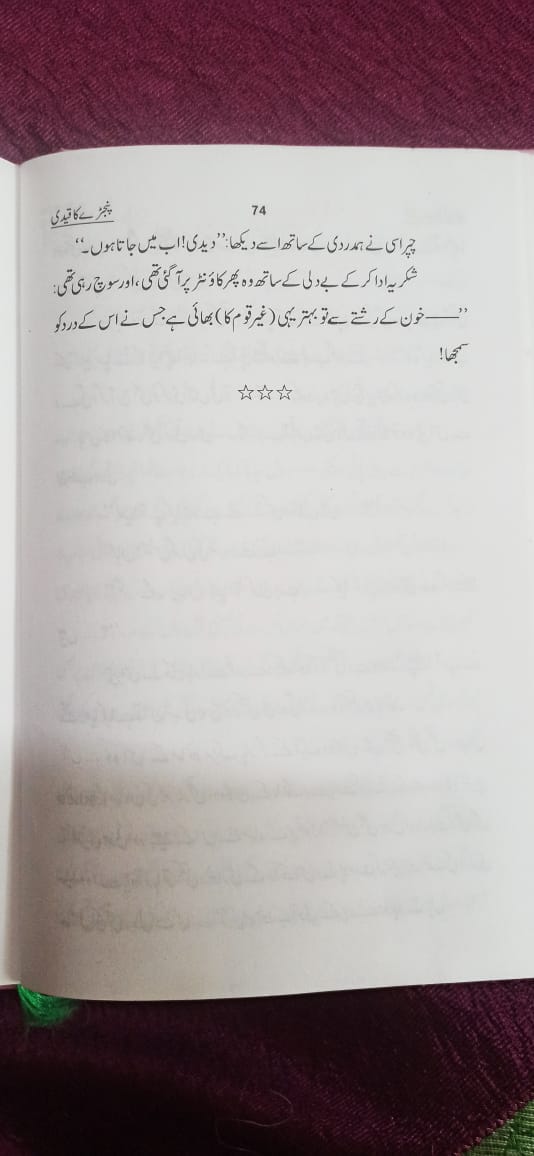 74
پنجرے کا قیدی
چپراسی نے ہمدردی کے ساتھ اسے دیکھا: ”دیدی! اب میں جاتا ہوں۔“
شکریہ ادا کر کے بے دلی کے ساتھ وہ پھر کاؤنٹر پر آ گئی تھی، اور سوچ رہی تھی:
”——خون کے رشتے سے تو بہتر یہی (غیر قوم کا) بھائی ہے جس نے اس کے درد کو
سمجھا!
☆☆☆